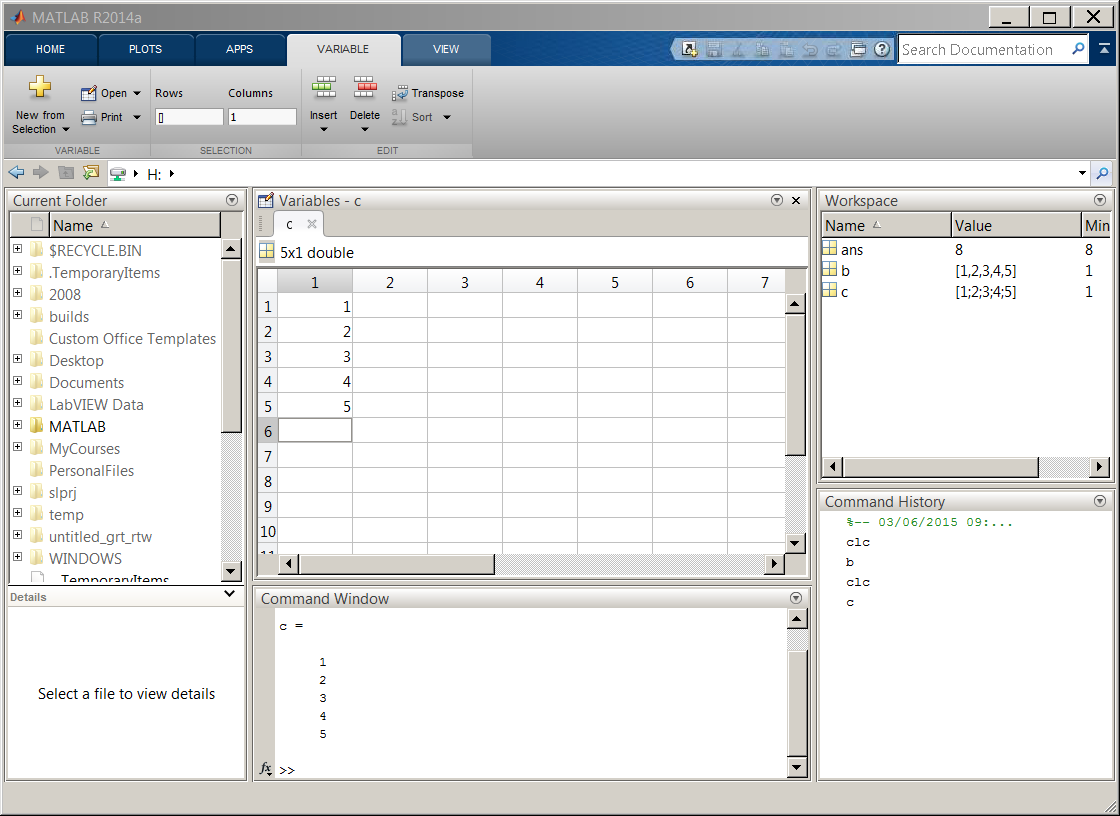 MATLAB R2014a
HOME PLOTS APPS VARIABLE VIEW
Search Documentation
New from Selection
Open
Print
Rows Columns
[] 1
Insert
Delete
Transpose
Sort
VARIABLE SELECTION EDIT
H:
Current Folder
Name
$RECYCLE.BIN
.TemporaryItems
2008
builds
Custom Office Templates
Desktop
Documents
LabVIEW Data
MATLAB
MyCourses
PersonalFiles
slprj
temp
untitled_grt_rtw
WINDOWS
._.TemporaryItems
Details
Select a file to view details
Variables - c
c
5x1 double
1 2 3 4 5 6 7
1 1
2 2
3 3
4 4
5 5
6
7
8
9
10
11
Command Window
c =
1
2
3
4
5
fx >>
Workspace
Name Value Min
ans 8 8
b [1,2,3,4,5] 1
c [1;2;3;4;5] 1
Command History
%-- 03/06/2015 09:...
clc
b
clc
c